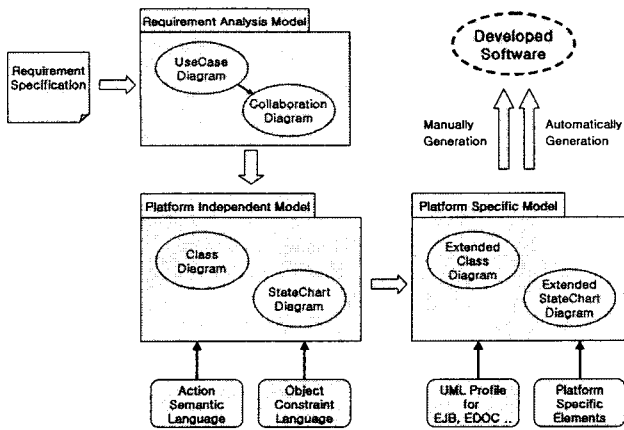 Requirement Analysis Model
Requirement
Specification
UseCase
Diagram
Collaboration
Diagram
Developed
Software
Manually
Generation
Automatically
Generation
Platform Independent Model
Class
Diagram
StateChart
Diagram
Platform Specific Model
Extended
Class
Diagram
Extended
StateChart
Diagram
Action
Semantic
Language
Object
Constraint
Language
UML Profile
for
EJB, EDOC ..
Platform
Specific
Elements